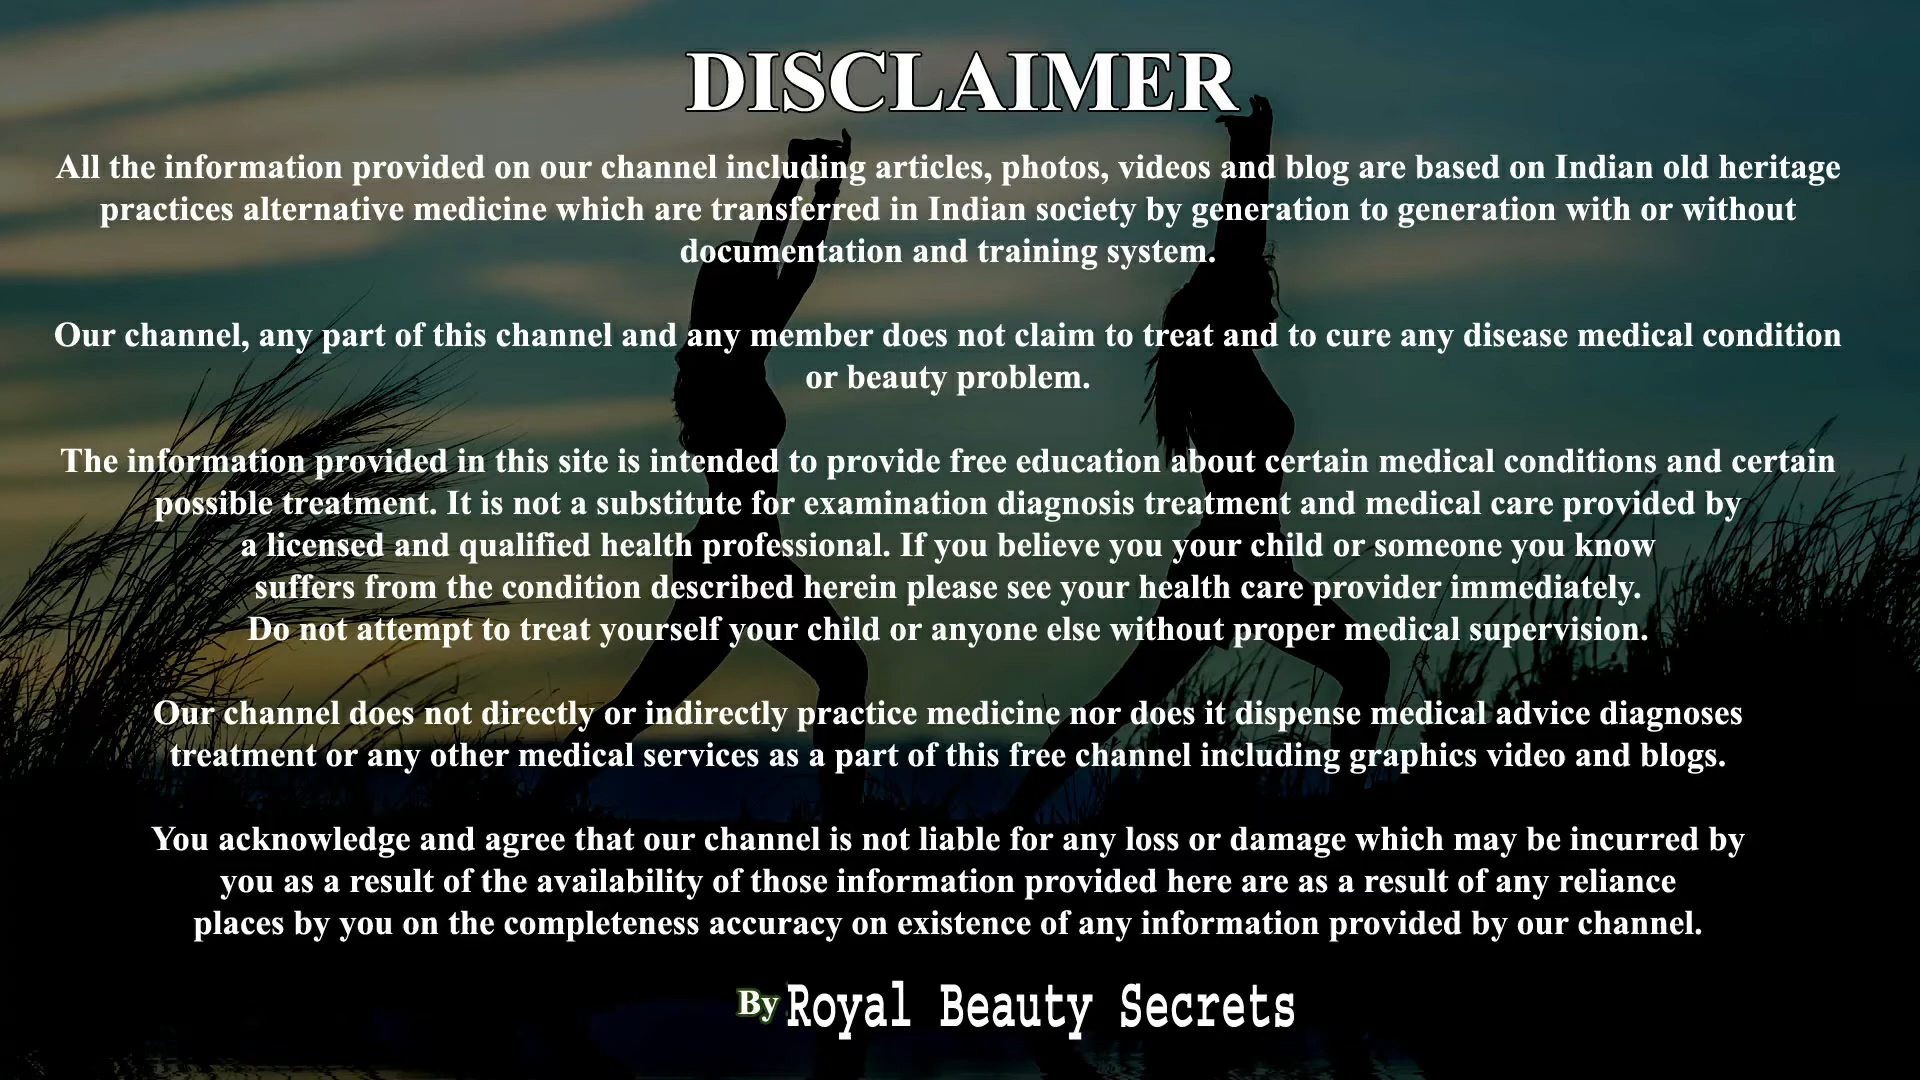 DISCLAIMER
All the information provided on our channel including articles, photos, videos and blog are based on Indian old heritage
practices alternative medicine which are transferred in Indian society by generation to generation with or without
documentation and training system.
Our channel, any part of this channel and any member does not claim to treat and to cure any disease medical condition
or beauty problem.
The information provided in this site is intended to provide free education about certain medical conditions and certain
possible treatment. It is not a substitute for examination diagnosis treatment and medical care provided by
a licensed and qualified health professional. If you believe you your child or someone you know
suffers from the condition described herein please see your health care provider immediately.
Do not attempt to treat yourself your child or anyone else without proper medical supervision.
Our channel does not directly or indirectly practice medicine nor does it dispense medical advice diagnoses
treatment or any other medical services as a part of this free channel including graphics video and blogs.
You acknowledge and agree that our channel is not liable for any loss or damage which may be incurred by
you as a result of the availability of those information provided here are as a result of any reliance
places by you on the completeness accuracy on existence of any information provided by our channel.
By Royal Beauty Secrets